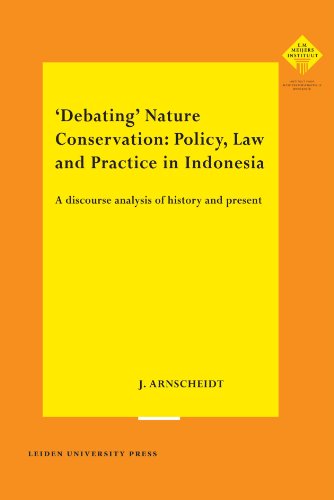 E.M.
MEIJERS
INSTITUUT
‘Debating’ Nature
Conservation: Policy, Law
and Practice in Indonesia
A discourse analysis of history and present
J. ARNSCHEIDT
LEIDEN UNIVERSITY PRESS